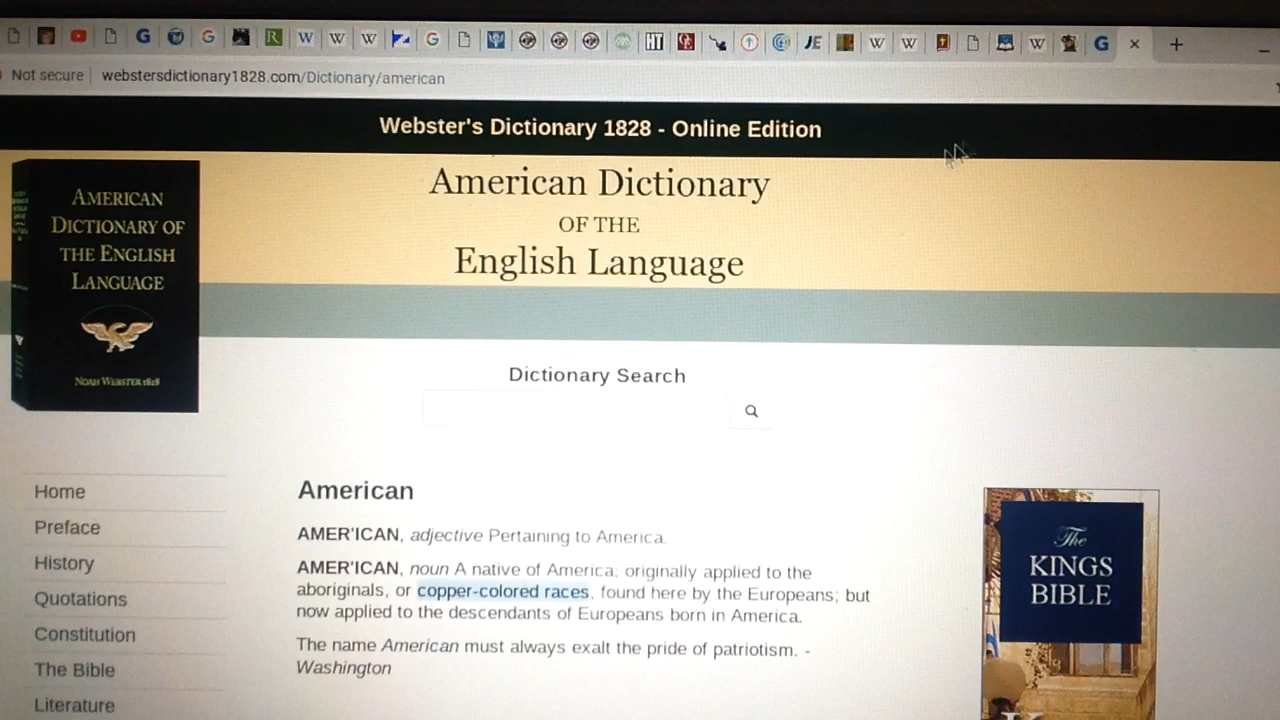 Not secure | webstersdictionary1828.com/Dictionary/american
Webster's Dictionary 1828 - Online Edition
American Dictionary
OF THE
English Language
AMERICAN
DICTIONARY OF
THE ENGLISH
LANGUAGE
NOAH WEBSTER 1828
Dictionary Search
Home
Preface
History
Quotations
Constitution
The Bible
Literature
American
AMER'ICAN, adjective Pertaining to America.
AMER'ICAN, noun A native of America; originally applied to the
aboriginals, or copper-colored races, found here by the Europeans; but
now applied to the descendants of Europeans born in America.
The name American must always exalt the pride of patriotism. -
Washington
The
KINGS
BIBLE